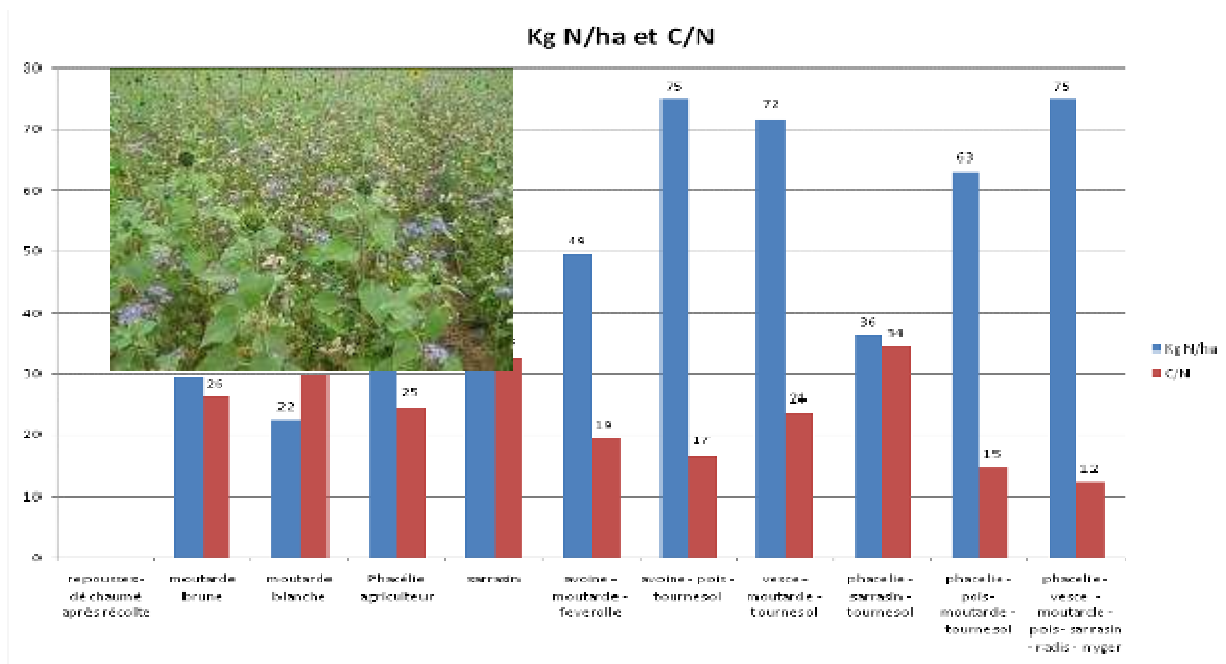 Kg N/ha et C/N
80
70
60
50
40
30
20
10
0
26
22
25
49
19
75
17
72
24
36
34
63
15
75
12
Kg N/ha
C/N
repousses -
déchaumé
après récolte
moutarde
brune
moutarde
blanche
Phacélie
agriculteur
sarrasin
avoine -
moutarde -
feverolle
avoine - pois -
tournesol
vesce -
moutarde -
tournesol
phacelie -
sarrasin -
tournesol
phacelie -
pois-
moutarde -
tournesol
phacelie -
vesce -
moutarde -
pois - sarrasin
- radis - nyger